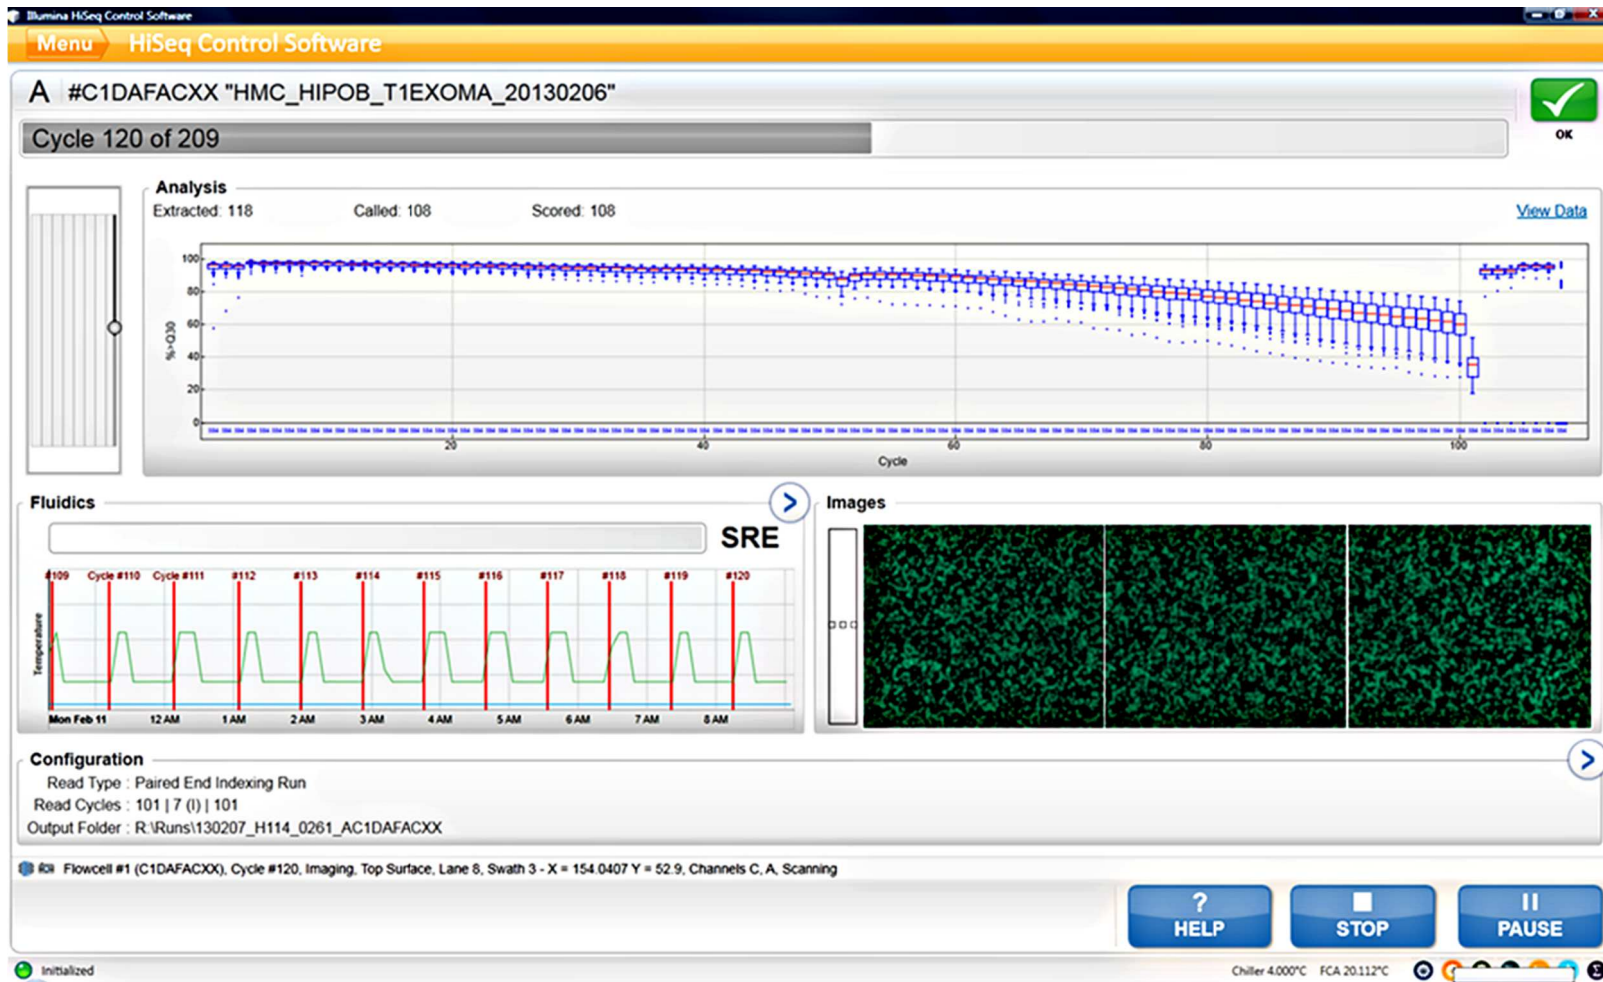 Illumina HiSeq Control Software
Menu HiSeq Control Software
A #C1DAFACXX "HMC_HIPOB_T1EXOMA_20130206"
OK
Cycle 120 of 209
Analysis
Extracted: 118 Called: 108 Scored: 108 View Data
%>Q30
100
80
60
40
20
0
20 40 60 80 100
Cycle
Fluidics
SRE
#109 Cycle #110 Cycle #111 #112 #113 #114 #115 #116 #117 #118 #119 #120
Temperature
Mon Feb 11 12 AM 1 AM 2 AM 3 AM 4 AM 5 AM 6 AM 7 AM 8 AM
Images
Configuration
Read Type : Paired End Indexing Run
Read Cycles : 101 | 7 (I) | 101
Output Folder : R:\Runs\130207_H114_0261_AC1DAFACXX
Flowcell #1 (C1DAFACXX), Cycle #120, Imaging, Top Surface, Lane 8, Swath 3 - X = 154.0407 Y = 52.9, Channels C, A, Scanning
? HELP STOP PAUSE
Initialized Chiller 4.000°C FCA 20.112°C